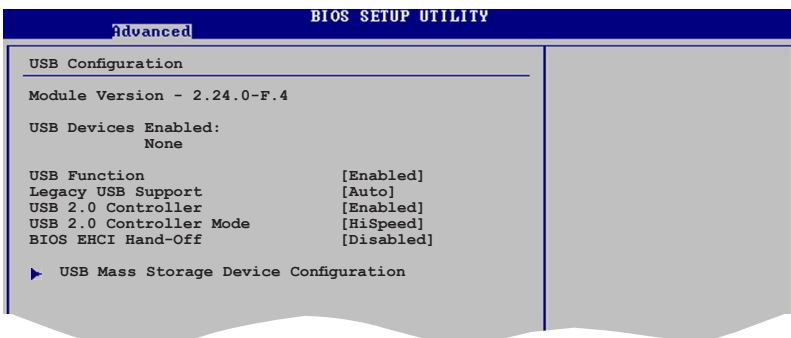 BIOS SETUP UTILITY
Advanced
USB Configuration
Module Version - 2.24.0-F.4
USB Devices Enabled:
None
USB Function [Enabled]
Legacy USB Support [Auto]
USB 2.0 Controller [Enabled]
USB 2.0 Controller Mode [HiSpeed]
BIOS EHCI Hand-Off [Disabled]
USB Mass Storage Device Configuration